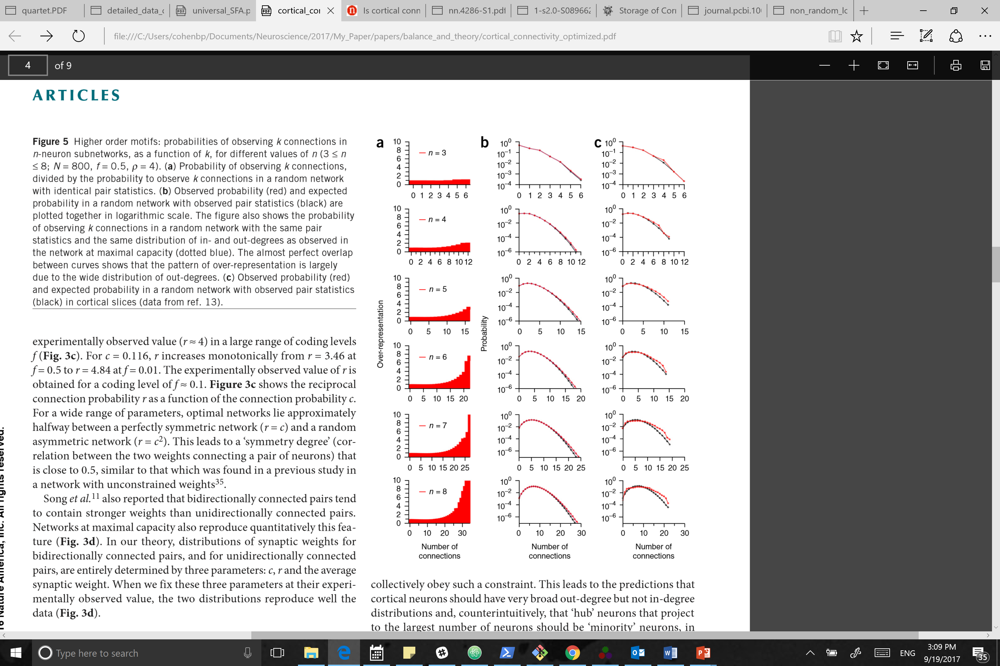 quartet.PDF
detailed_data_c
universal_SFA.p
cortical_cor
Is cortical conn
nn.4286-S1.pdf
1-s2.0-S089662
Storage of Corr
journal.pcbi.10
non_random_lc
file:///C:/Users/cohenbp/Documents/Neuroscience/2017/My_Paper/papers/balance_and_theory/cortical_connectivity_optimized.pdf
4 of 9
ARTICLES
Figure 5 Higher order motifs: probabilities of observing k connections in
n-neuron subnetworks, as a function of k, for different values of n (3 ≤ n
≤ 8; N = 800, f = 0.5, ρ = 4). (a) Probability of observing k connections,
divided by the probability to observe k connections in a random network
with identical pair statistics. (b) Observed probability (red) and expected
probability in a random network with observed pair statistics (black) are
plotted together in logarithmic scale. The figure also shows the probability
of observing k connections in a random network with the same pair
statistics and the same distribution of in- and out-degrees as observed in
the network at maximal capacity (dotted blue). The almost perfect overlap
between curves shows that the pattern of over-representation is largely
due to the wide distribution of out-degrees. (c) Observed probability (red)
and expected probability in a random network with observed pair statistics
(black) in cortical slices (data from ref. 13).
experimentally observed value (r ≈ 4) in a large range of coding levels
f (Fig. 3c). For c = 0.116, r increases monotonically from r = 3.46 at
f = 0.5 to r = 4.84 at f = 0.01. The experimentally observed value of r is
obtained for a coding level of f ≈ 0.1. Figure 3c shows the reciprocal
connection probability r as a function of the connection probability c.
For a wide range of parameters, optimal networks lie approximately
halfway between a perfectly symmetric network (r = c) and a random
asymmetric network (r = c²). This leads to a ‘symmetry degree’ (cor-
relation between the two weights connecting a pair of neurons) that
is close to 0.5, similar to that which was found in a previous study in
a network with unconstrained weights³⁵.
Song et al.¹¹ also reported that bidirectionally connected pairs tend
to contain stronger weights than unidirectionally connected pairs.
Networks at maximal capacity also reproduce quantitatively this fea-
ture (Fig. 3d). In our theory, distributions of synaptic weights for
bidirectionally connected pairs, and for unidirectionally connected
pairs, are entirely determined by three parameters: c, r and the average
synaptic weight. When we fix these three parameters at their experi-
mentally observed value, the two distributions reproduce well the
data (Fig. 3d).
16 Nature America, Inc. All rights reserved.
a
10 8 6 4 2 0
n = 3
0 1 2 3 4 5 6
10 8 6 4 2 0
n = 4
0 2 4 6 8 10 12
10 8 6 4 2 0
n = 5
0 5 10 15
10 8 6 4 2 0
n = 6
0 5 10 15 20
10 8 6 4 2 0
n = 7
0 5 10 15 20 25
10 8 6 4 2 0
n = 8
0 10 20 30
Over-representation
Number of
connections
b
10⁰ 10⁻¹ 10⁻² 10⁻³ 10⁻⁴
0 1 2 3 4 5 6
10⁰ 10⁻² 10⁻⁴ 10⁻⁶
0 2 4 6 8 10 12
10⁰ 10⁻² 10⁻⁴ 10⁻⁶
0 5 10 15
10⁰ 10⁻² 10⁻⁴ 10⁻⁶
0 5 10 15 20
10⁰ 10⁻² 10⁻⁴ 10⁻⁶
0 5 10 15 20 25
10⁰ 10⁻² 10⁻⁴ 10⁻⁶
0 10 20 30
Probability
Number of
connections
c
10⁰ 10⁻¹ 10⁻² 10⁻³ 10⁻⁴
0 1 2 3 4 5 6
10⁰ 10⁻² 10⁻⁴ 10⁻⁶
0 2 4 6 8 10 12
10⁰ 10⁻² 10⁻⁴ 10⁻⁶
0 5 10 15
10⁰ 10⁻² 10⁻⁴ 10⁻⁶
0 5 10 15 20
10⁰ 10⁻² 10⁻⁴ 10⁻⁶
0 5 10 15 20 25
10⁰ 10⁻² 10⁻⁴ 10⁻⁶
0 10 20 30
Number of
connections
collectively obey such a constraint. This leads to the predictions that
cortical neurons should have very broad out-degree but not in-degree
distributions and, counterintuitively, that ‘hub’ neurons that project
to the largest number of neurons should be ‘minority’ neurons, in
Type here to search
ENG
3:09 PM
9/19/2017
35